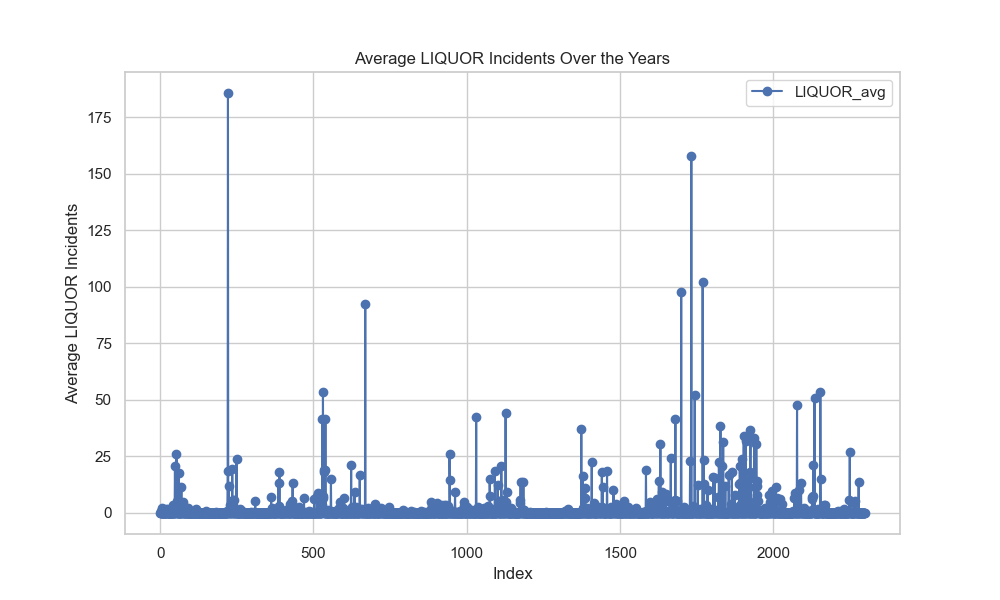 Average LIQUOR Incidents Over the Years
LIQUOR_avg
Average LIQUOR Incidents
175
150
125
100
75
50
25
0
0 500 1000 1500 2000
Index